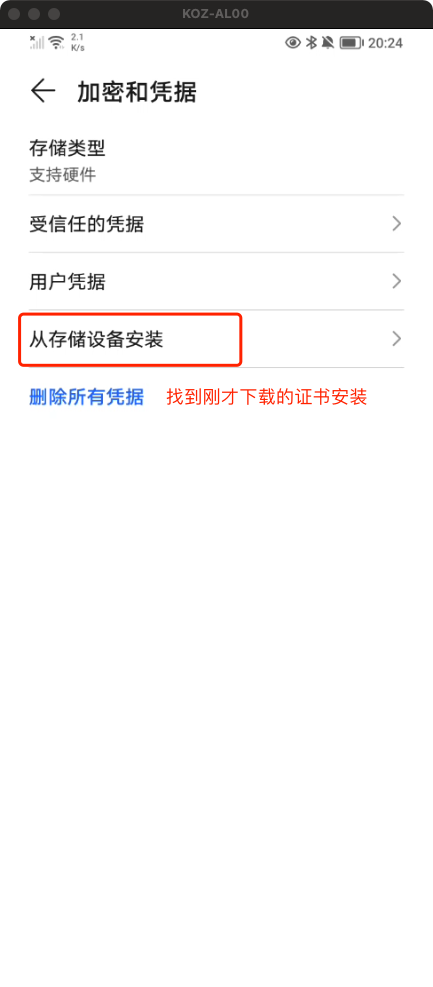 KOZ-AL00
2.1
K/s
20:24
加密和凭据
存储类型
支持硬件
受信任的凭据
用户凭据
从存储设备安装
删除所有凭据 找到刚才下载的证书安装